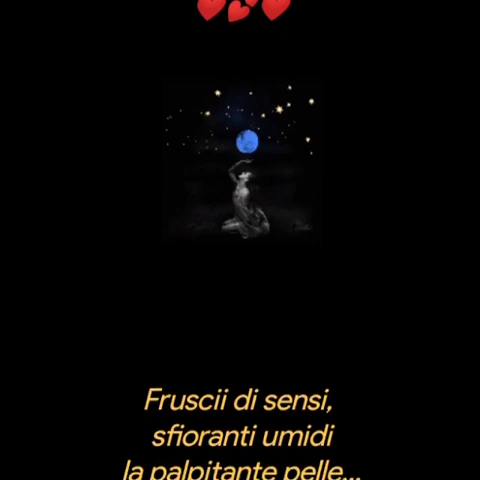 Fruscii di sensi,
sfioranti umidi
la palpitante pelle...